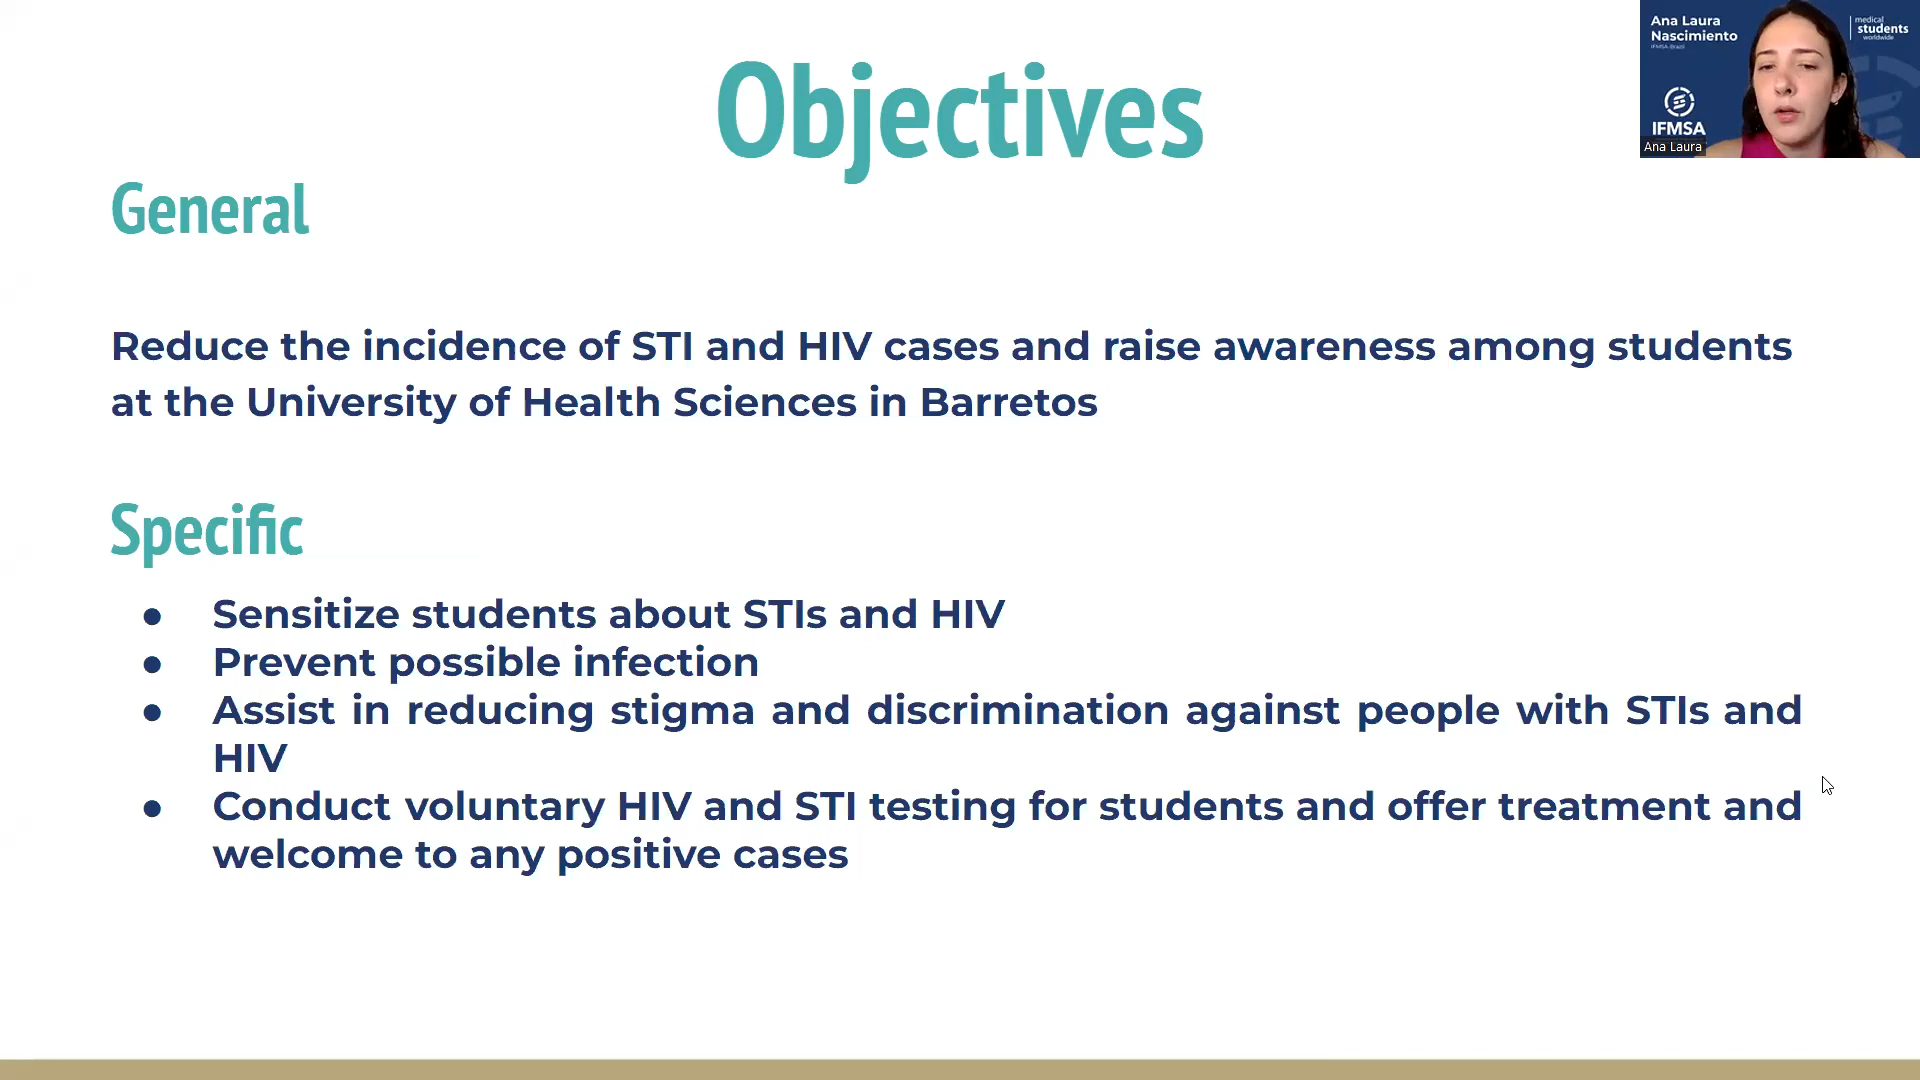 Objectives
General
Reduce the incidence of STI and HIV cases and raise awareness among students
at the University of Health Sciences in Barretos
Specific
● Sensitize students about STIs and HIV
● Prevent possible infection
● Assist in reducing stigma and discrimination against people with STIs and
HIV
● Conduct voluntary HIV and STI testing for students and offer treatment and
welcome to any positive cases
Ana Laura
Nascimiento
IFMSA Brazil
medical
students
worldwide
IFMSA
Ana Laura